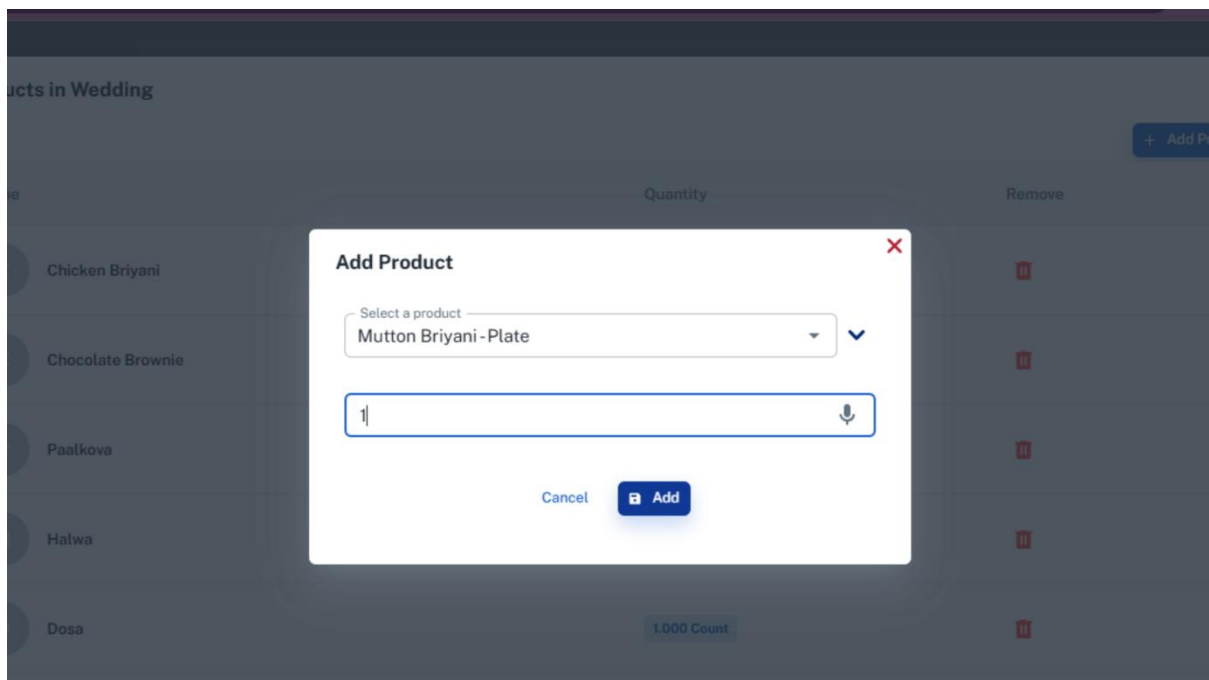 ucts in Wedding
+ Add P
Quantity Remove
Chicken Briyani
Add Product
Select a product
Mutton Briyani - Plate
Chocolate Brownie
1
Paalkova
Cancel Add
Halwa
Dosa 1.000 Count